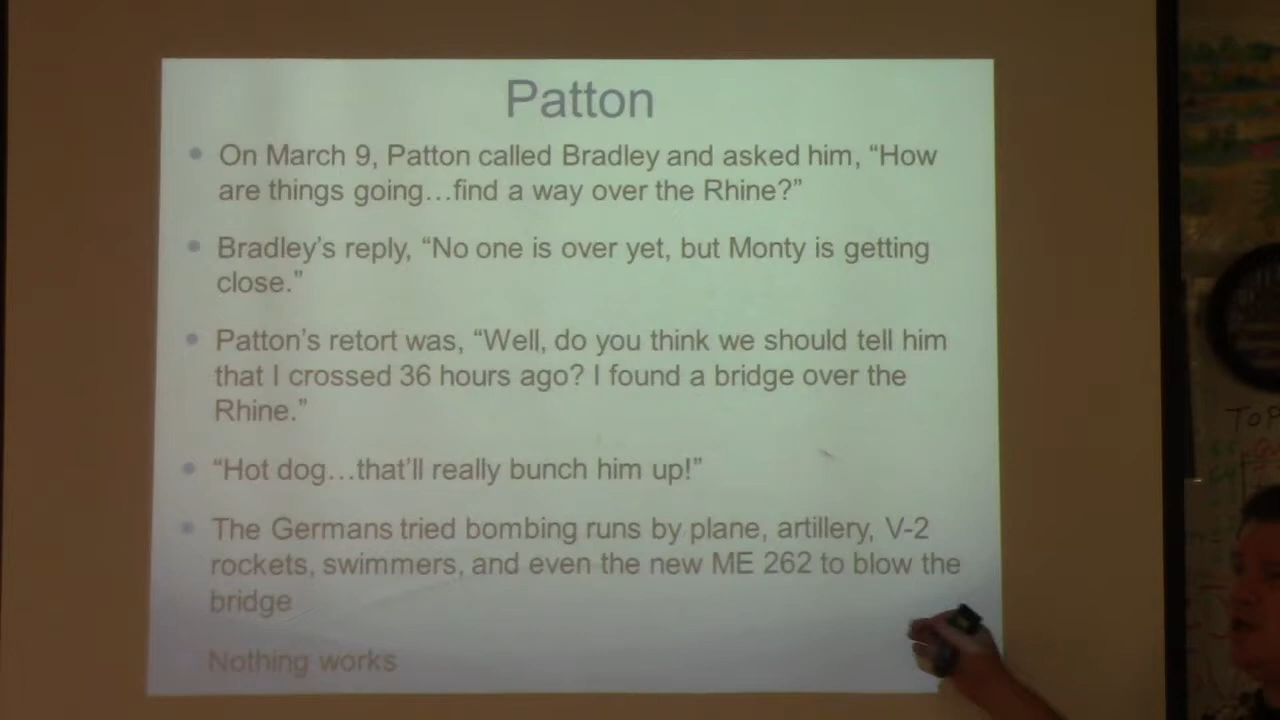 Patton
On March 9, Patton called Bradley and asked him, “How
are things going…find a way over the Rhine?”
Bradley’s reply, “No one is over yet, but Monty is getting
close.”
Patton’s retort was, “Well, do you think we should tell him
that I crossed 36 hours ago? I found a bridge over the
Rhine.”
“Hot dog…that’ll really bunch him up!”
The Germans tried bombing runs by plane, artillery, V-2
rockets, swimmers, and even the new ME 262 to blow the
bridge
Nothing works